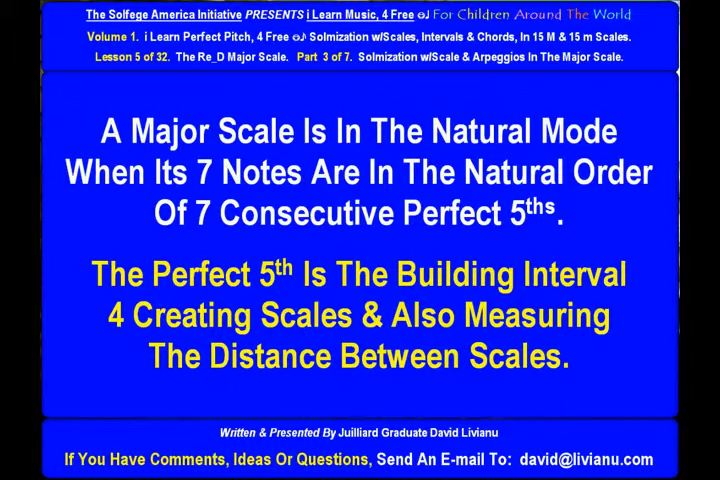 The Solfege America Initiative PRESENTS i Learn Music, 4 Free ℮♪ For Children Around The World
Volume 1. i Learn Perfect Pitch, 4 Free ℮♪ Solmization w/Scales, Intervals & Chords, In 15 M & 15 m Scales.
Lesson 5 of 32. The Re_D Major Scale. Part 3 of 7. Solmization w/Scale & Arpeggios In The Major Scale.
A Major Scale Is In The Natural Mode
When Its 7 Notes Are In The Natural Order
Of 7 Consecutive Perfect 5ths.
The Perfect 5th Is The Building Interval
4 Creating Scales & Also Measuring
The Distance Between Scales.
Written & Presented By Juilliard Graduate David Livianu
If You Have Comments, Ideas Or Questions, Send An E-mail To: david@livianu.com